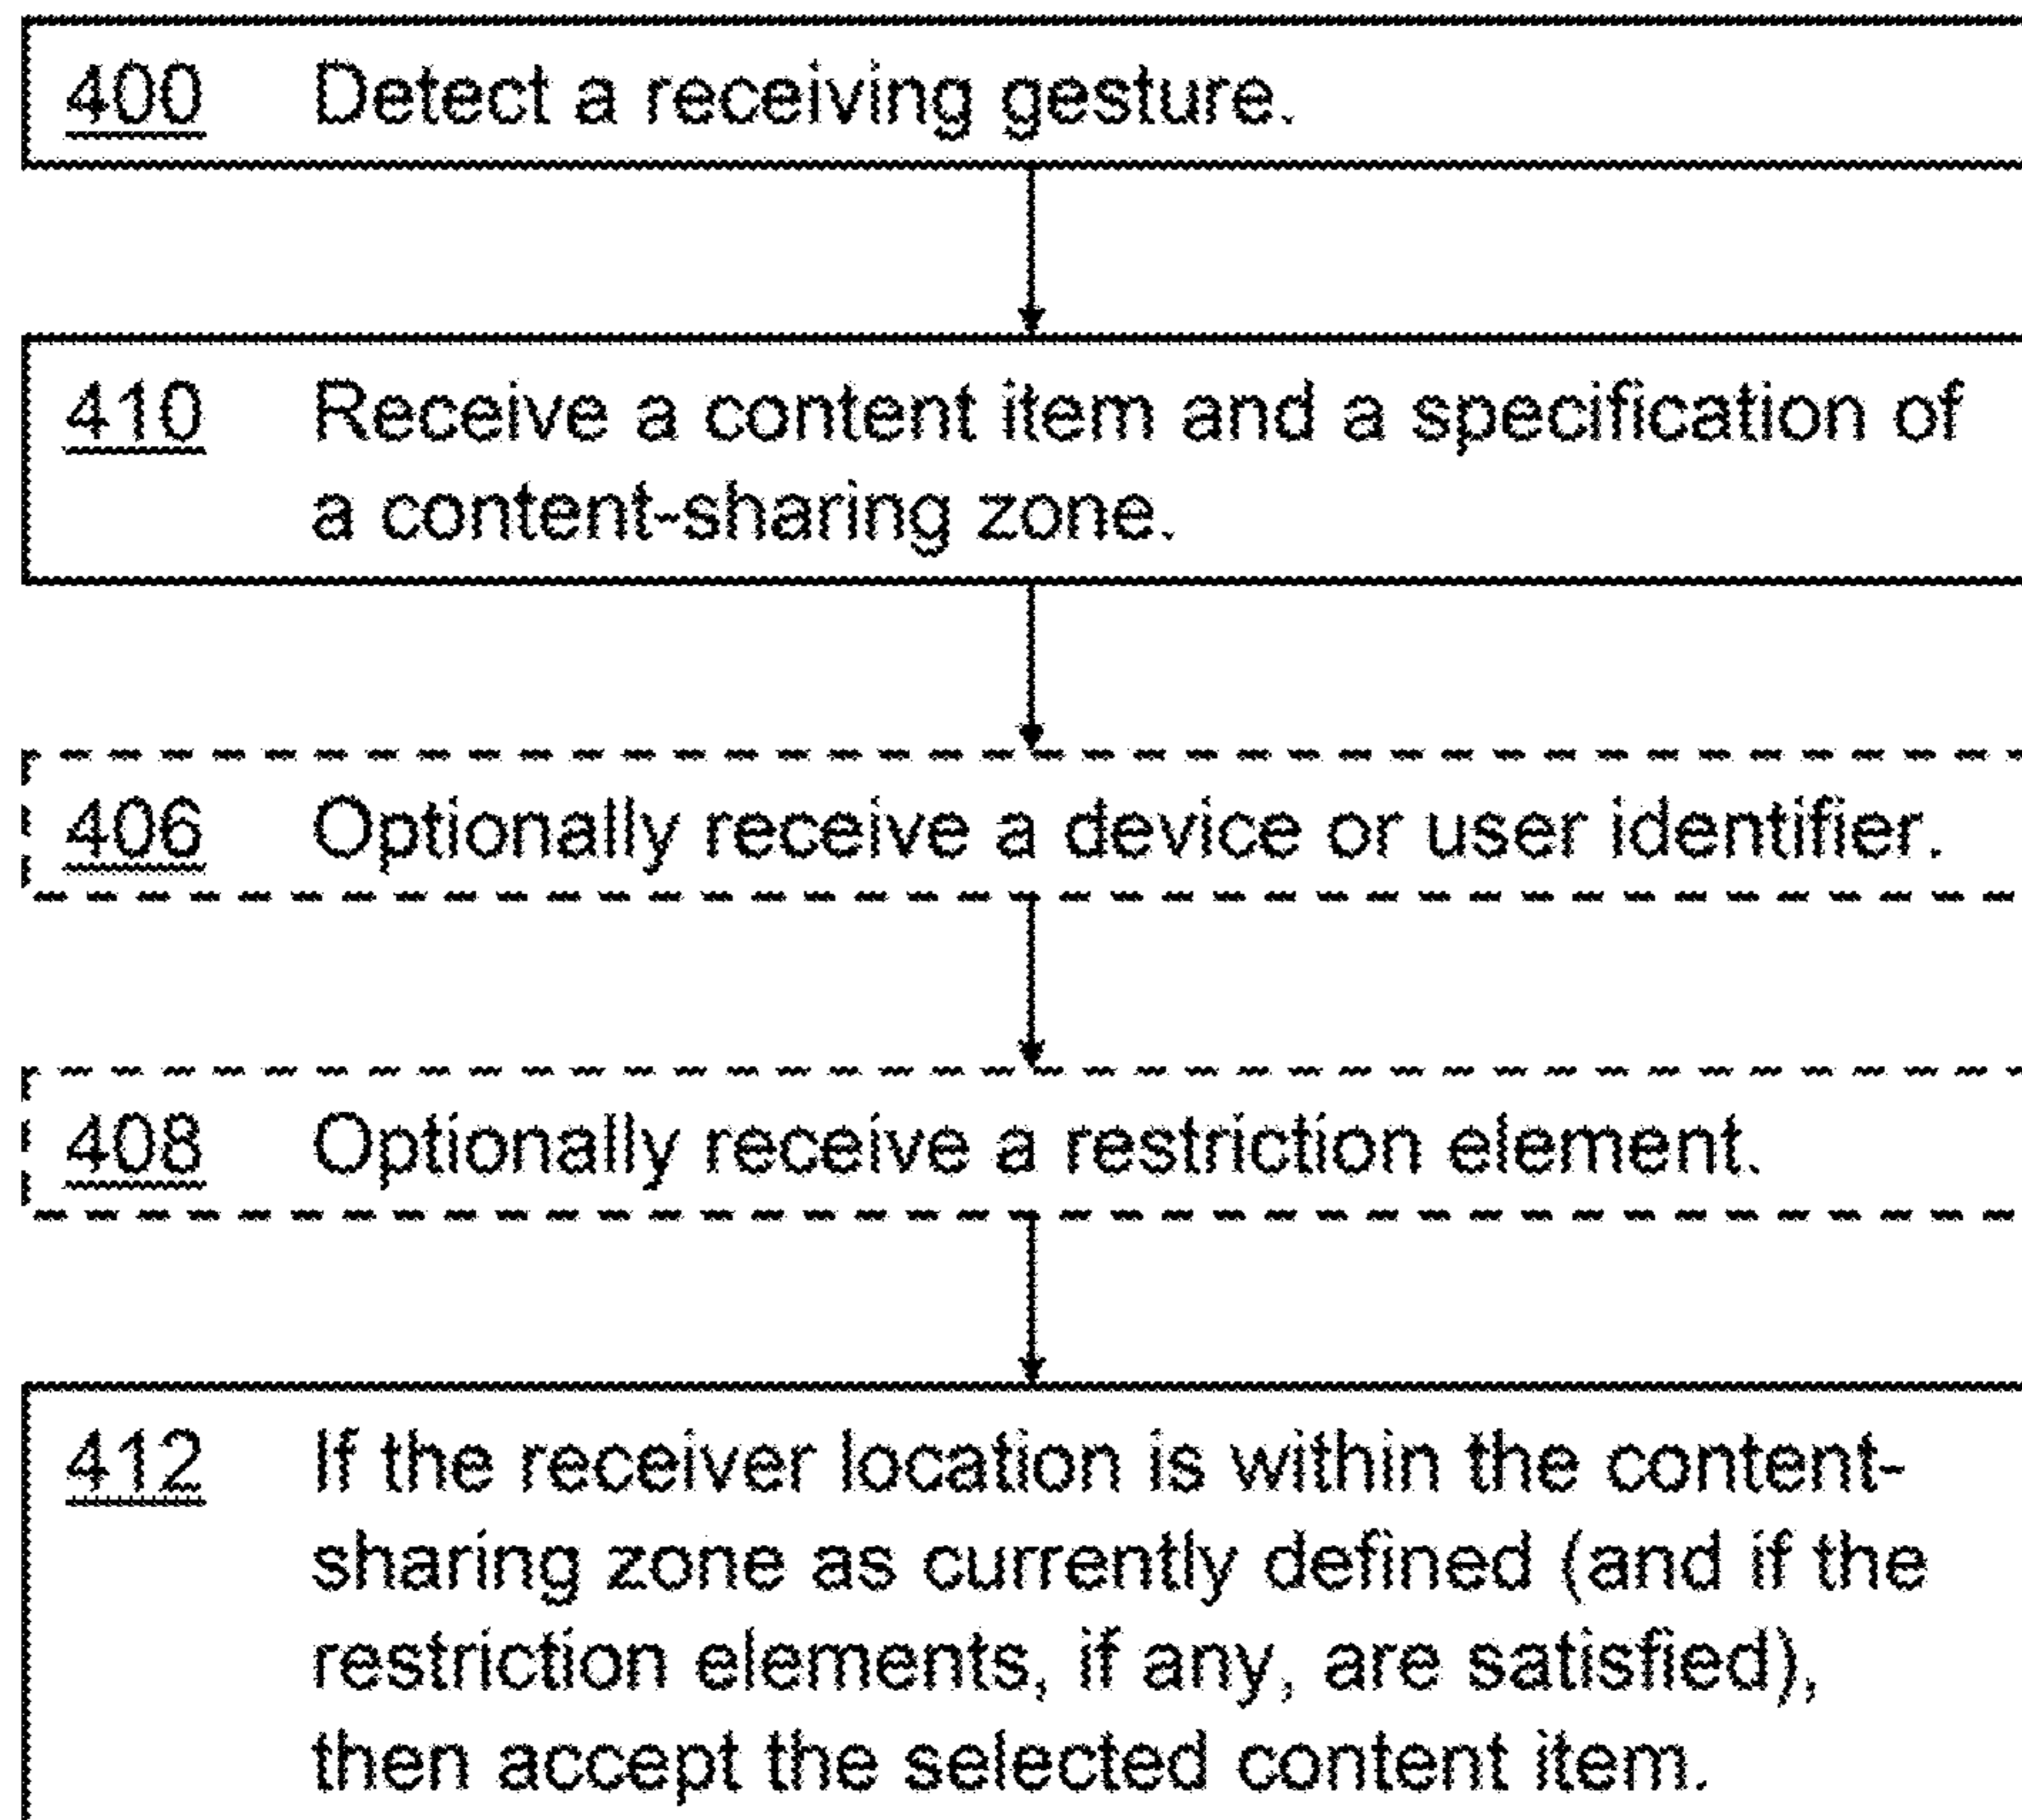 400 Detect a receiving gesture.
410 Receive a content item and a specification of
a content-sharing zone.
406 Optionally receive a device or user identifier.
408 Optionally receive a restriction element.
412 If the receiver location is within the content-
sharing zone as currently defined (and if the
restriction elements, if any, are satisfied),
then accept the selected content item.